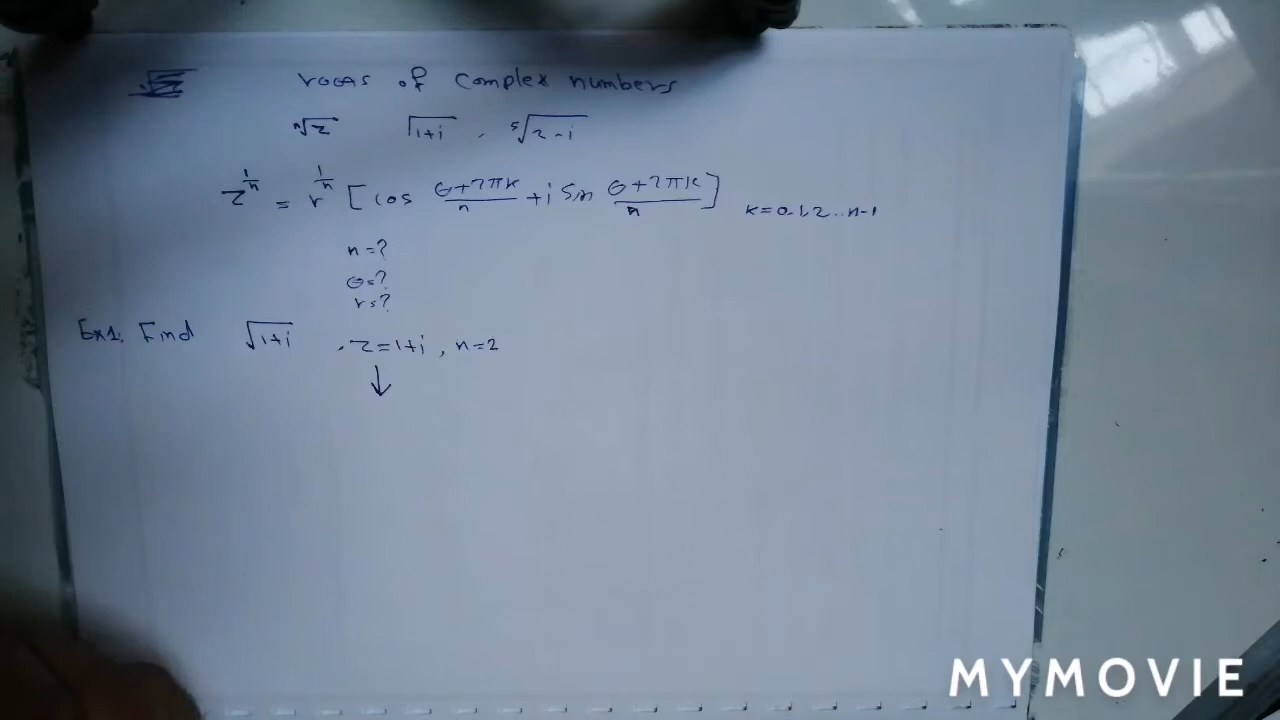 roots of complex numbers
ⁿ√z √1+i , ⁵√2-i
z^(1/n) = r^(1/n) [cos (θ+2πk)/n + i sin (θ+2πk)/n] k=0,1,2...n-1
n=?
θ=?
r=?
Ex1: Find √1+i , z=1+i , n=2
↓
MYMOVIE